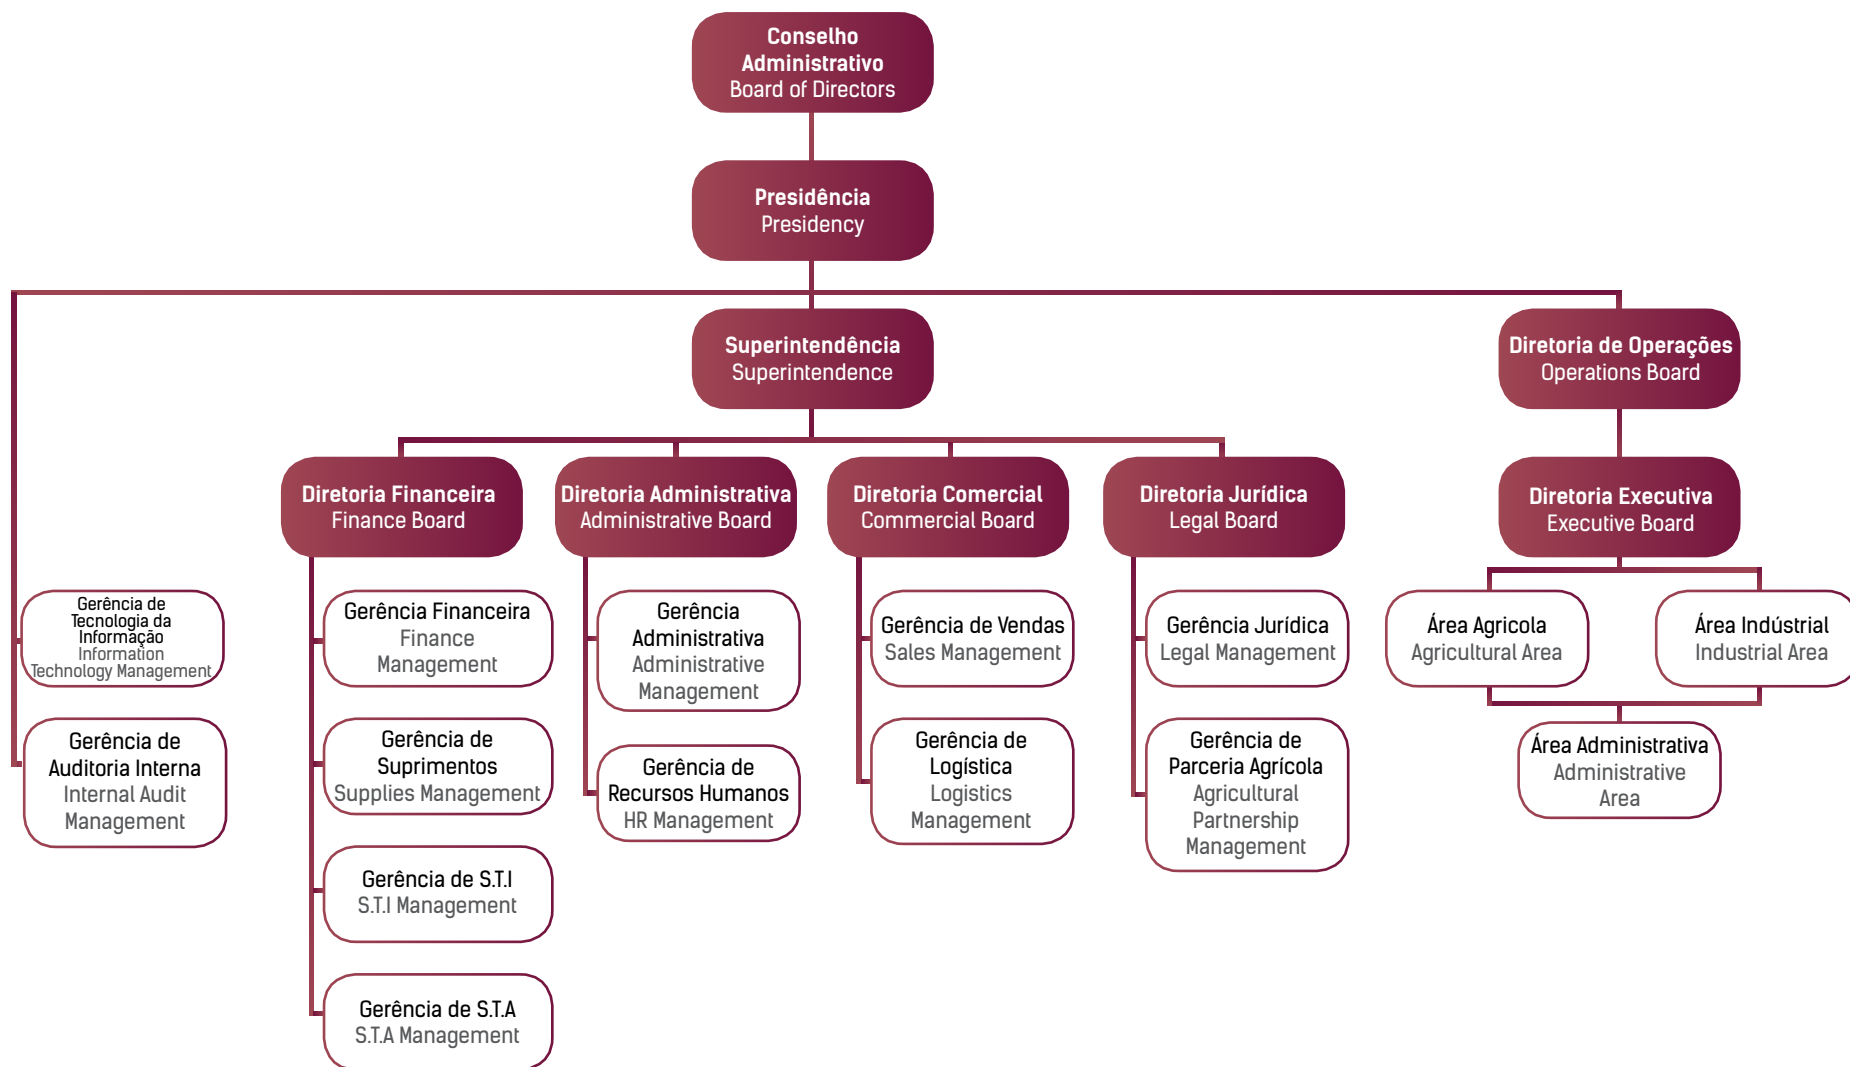 Conselho
Administrativo
Board of Directors
Presidência
Presidency
Superintendência
Superintendence
Diretoria de Operações
Operations Board
Diretoria Financeira
Finance Board
Diretoria Administrativa
Administrative Board
Diretoria Comercial
Commercial Board
Diretoria Jurídica
Legal Board
Diretoria Executiva
Executive Board
Gerência de
Tecnologia da
Informação
Information
Technology Management
Gerência Financeira
Finance
Management
Gerência
Administrativa
Administrative
Management
Gerência de Vendas
Sales Management
Gerência Jurídica
Legal Management
Área Agricola
Agricultural Area
Área Indústrial
Industrial Area
Gerência de
Auditoria Interna
Internal Audit
Management
Gerência de
Suprimentos
Supplies Management
Gerência de
Recursos Humanos
HR Management
Gerência de
Logística
Logistics
Management
Gerência de
Parceria Agrícola
Agricultural
Partnership
Management
Área Administrativa
Administrative
Area
Gerência de S.T.I
S.T.I Management
Gerência de S.T.A
S.T.A Management